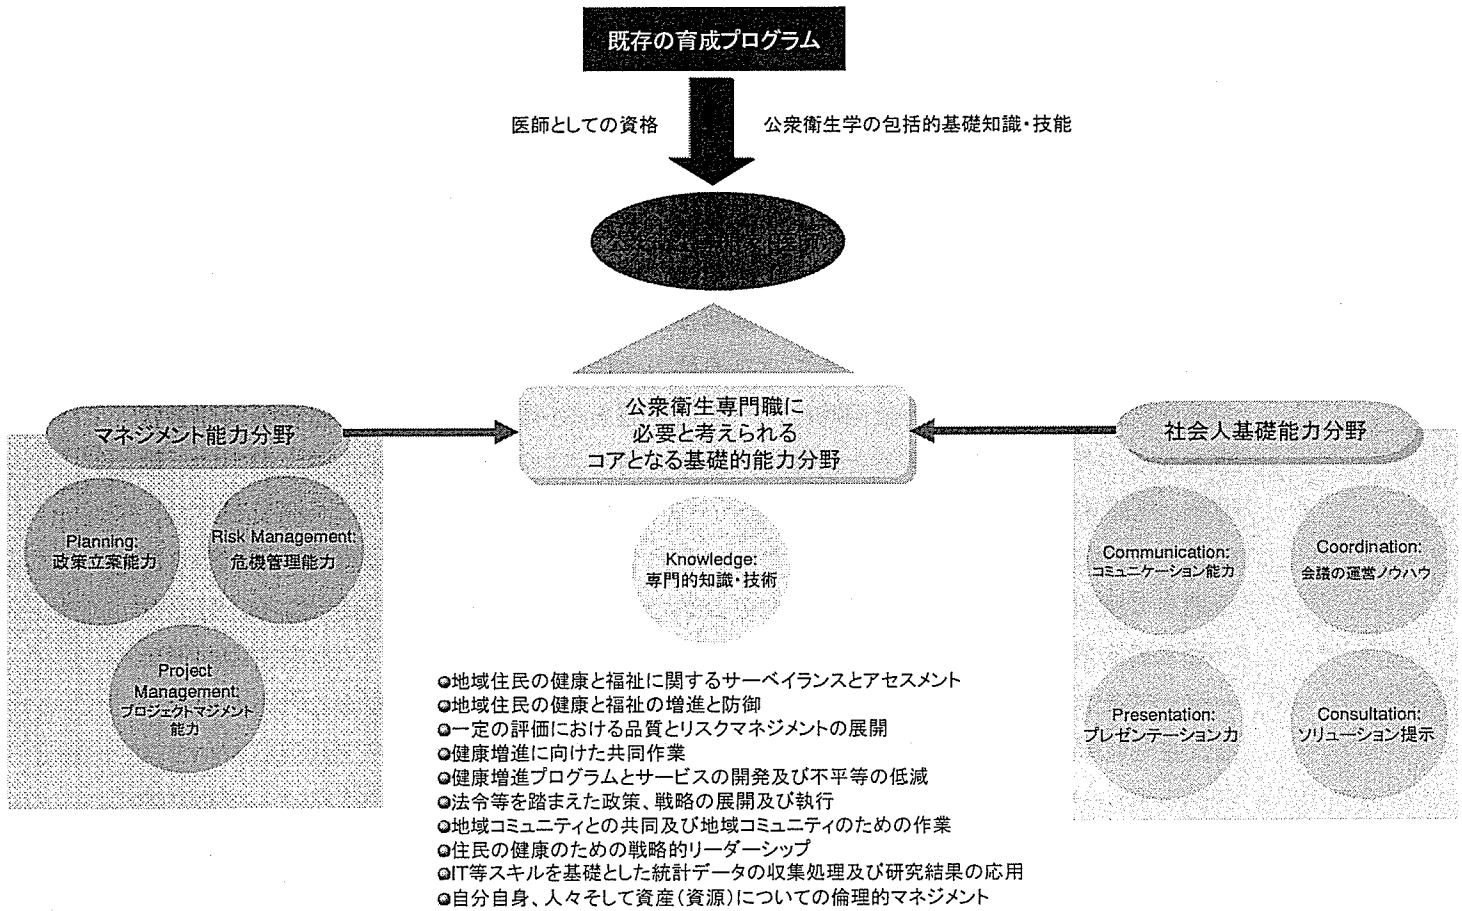 既存の育成プログラム
医師としての資格
公衆衛生学の包括的基礎知識・技能
公衆衛生専門職に
必要と考えられる
コアとなる基礎的能力分野
マネジメント能力分野
社会人基礎能力分野
Planning:
政策立案能力
Risk Management:
危機管理能力
Project
Management:
プロジェクトマジメント
能力
Knowledge:
専門的知識・技術
Communication:
コミュニケーション能力
Coordination:
会議の運営ノウハウ
Presentation:
プレゼンテーション力
Consultation:
ソリューション提示
地域住民の健康と福祉に関するサーベイランスとアセスメント
地域住民の健康と福祉の増進と防御
一定の評価における品質とリスクマネジメントの展開
健康増進に向けた共同作業
健康増進プログラムとサービスの開発及び不平等の低減
法令等を踏まえた政策、戦略の展開及び執行
地域コミュニティとの共同及び地域コミュニティのための作業
住民の健康のための戦略的リーダーシップ
IT等スキルを基礎とした統計データの収集処理及び研究結果の応用
自分自身、人々そして資産(資源)についての倫理的マネジメント